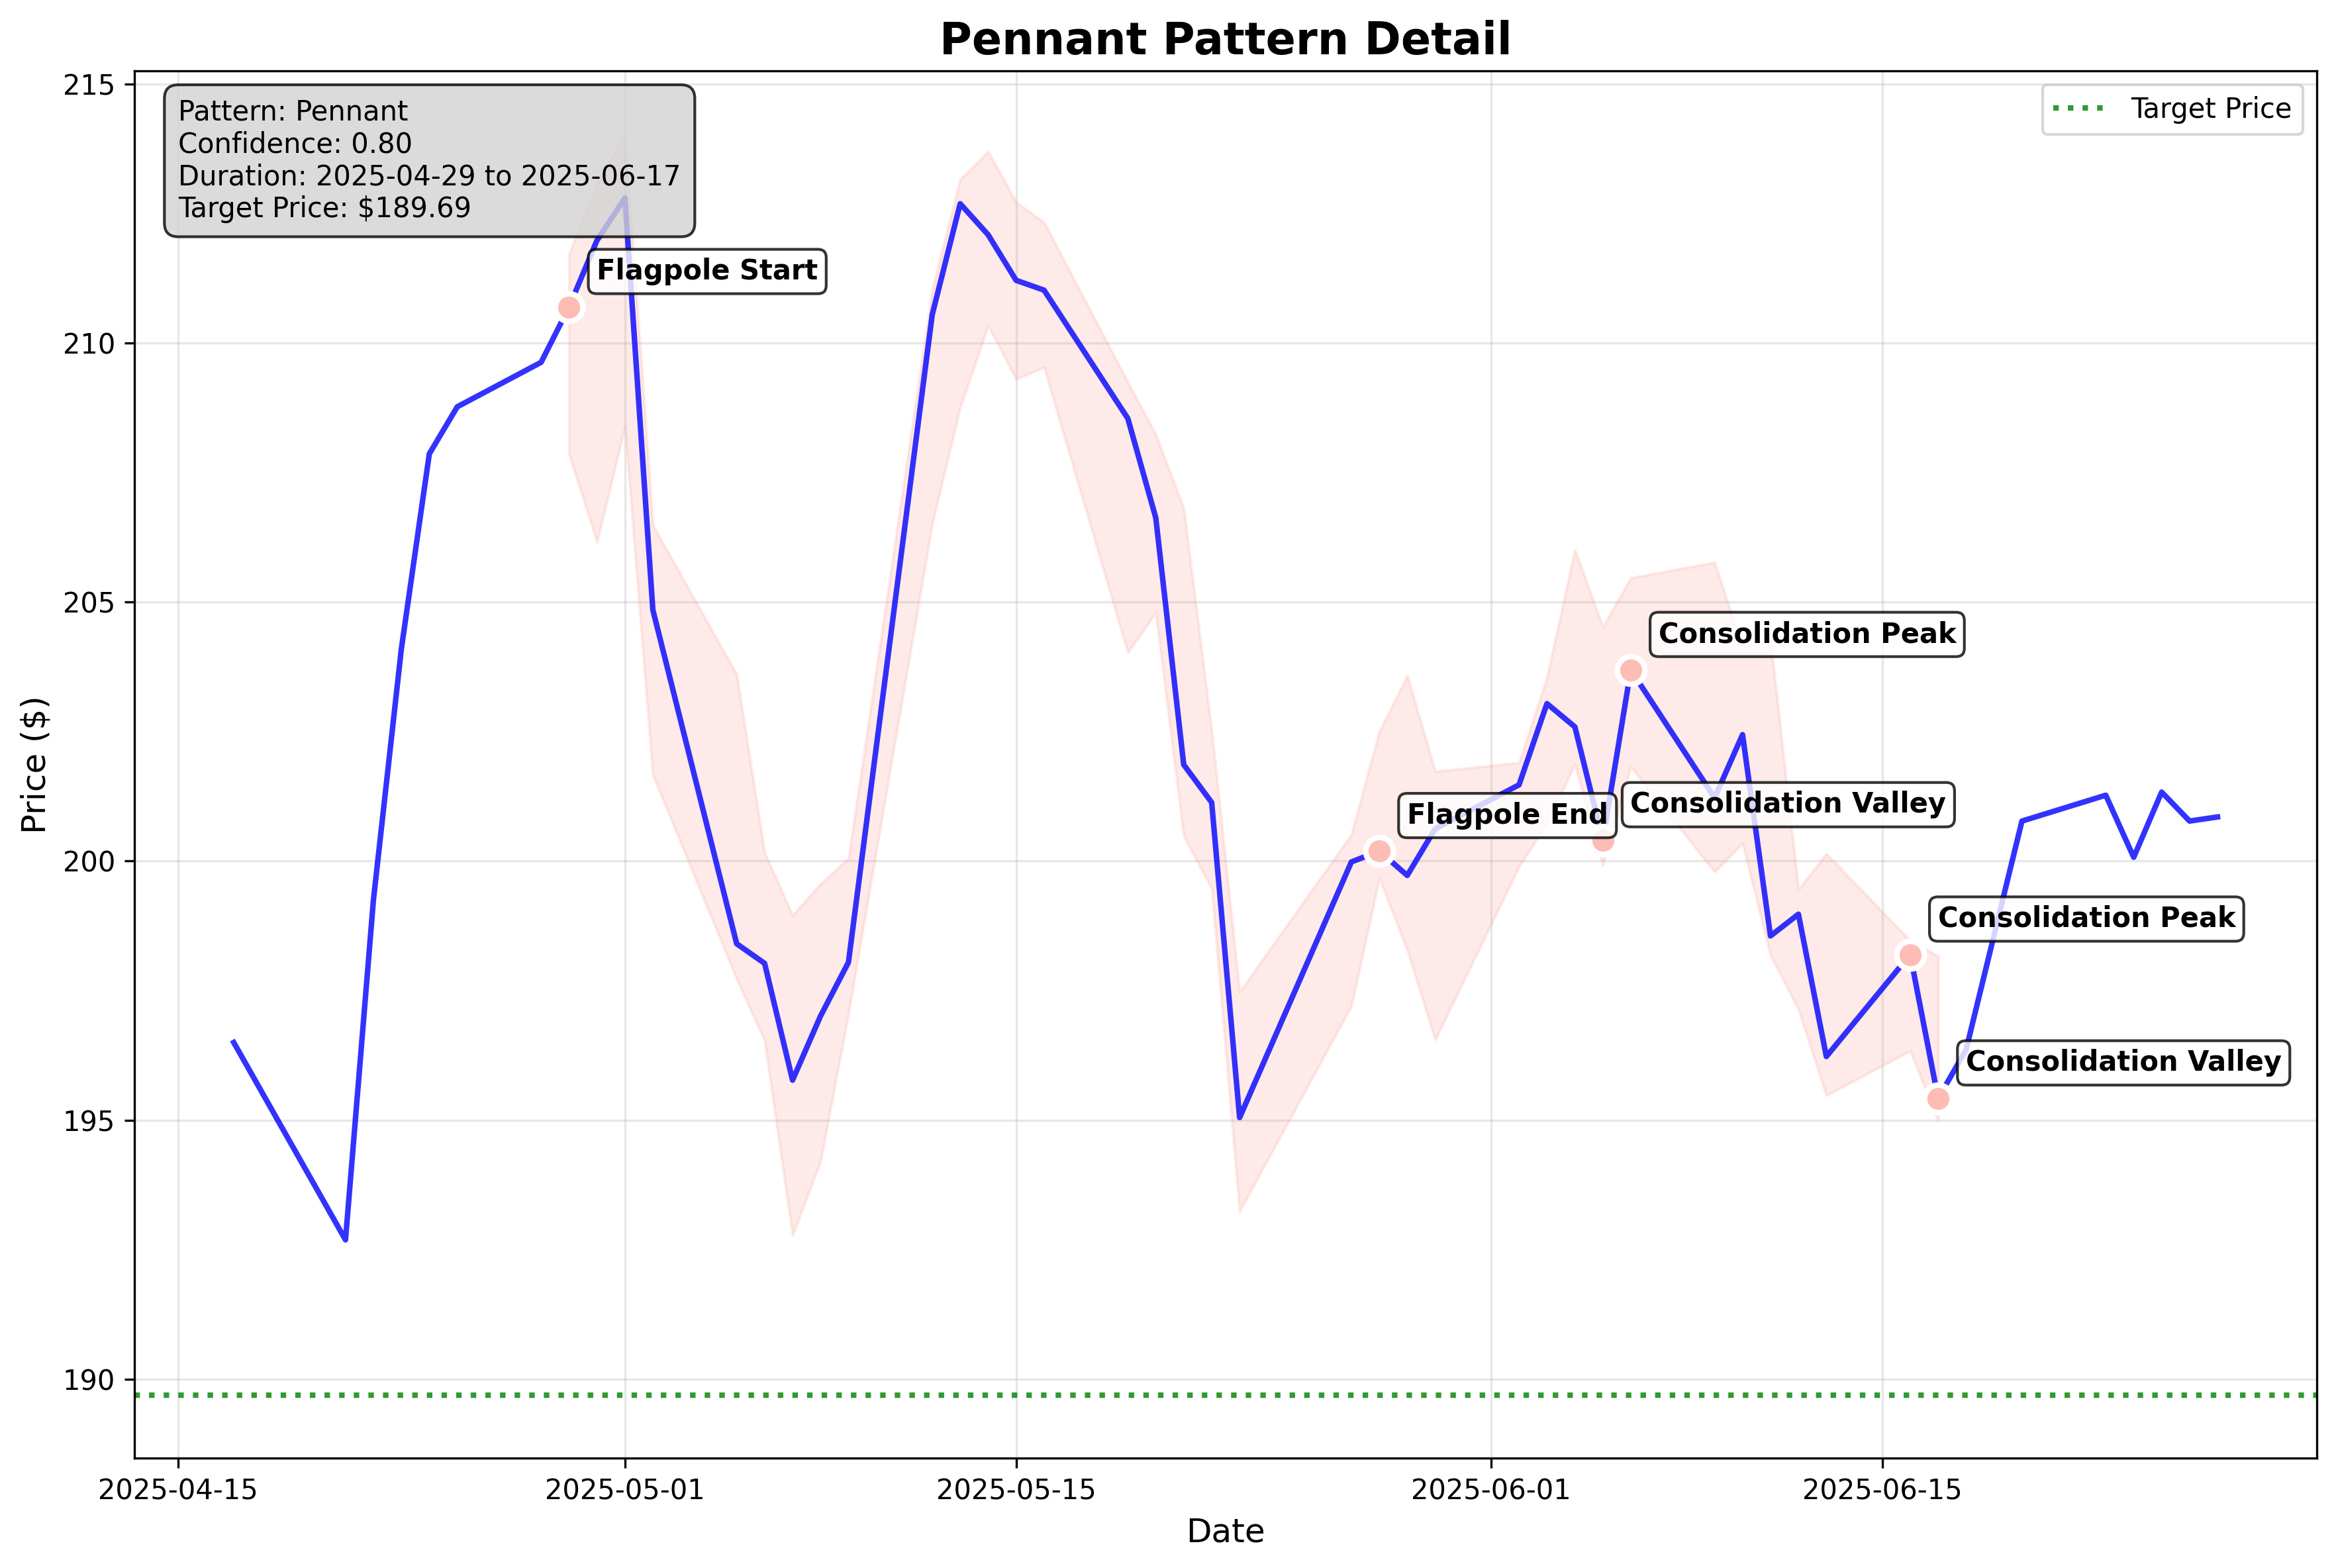 Pennant Pattern Detail
Pattern: Pennant
Confidence: 0.80
Duration: 2025-04-29 to 2025-06-17
Target Price: $189.69
Target Price
Flagpole Start
Consolidation Peak
Consolidation Valley
Flagpole End
Consolidation Peak
Consolidation Valley
Price ($)
215
210
205
200
195
190
2025-04-15
2025-05-01
2025-05-15
2025-06-01
2025-06-15
Date